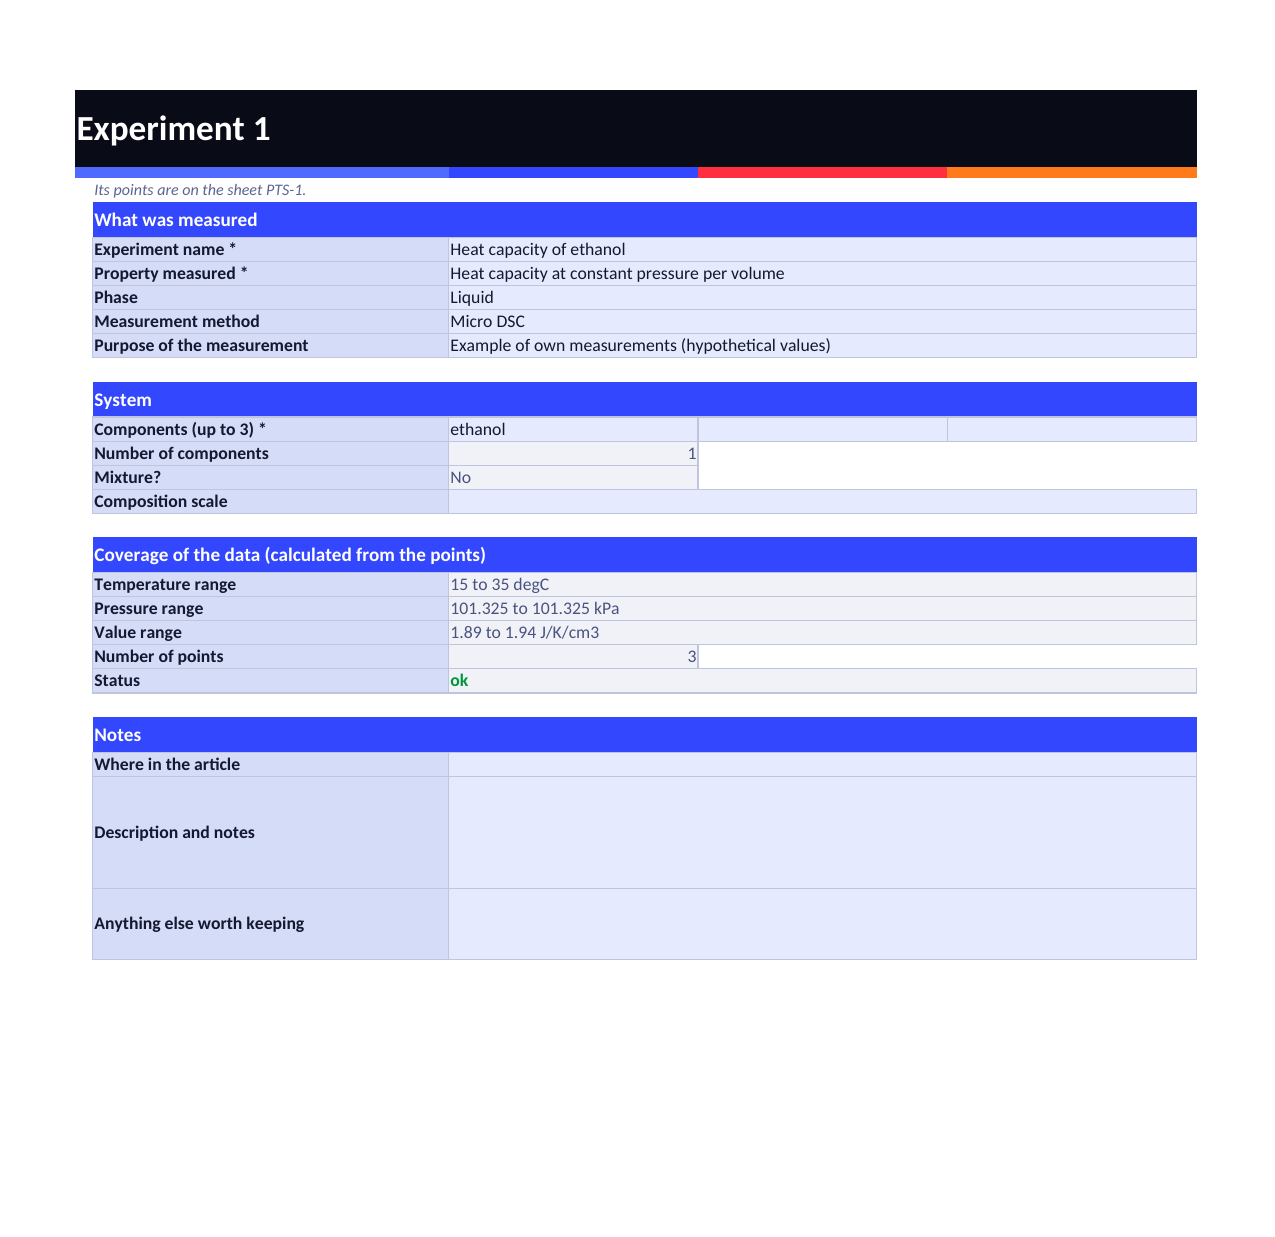 Experiment 1
Its points are on the sheet PTS-1.
What was measured
Experiment name * Heat capacity of ethanol
Property measured * Heat capacity at constant pressure per volume
Phase Liquid
Measurement method Micro DSC
Purpose of the measurement Example of own measurements (hypothetical values)
System
Components (up to 3) * ethanol
Number of components 1
Mixture? No
Composition scale
Coverage of the data (calculated from the points)
Temperature range 15 to 35 degC
Pressure range 101.325 to 101.325 kPa
Value range 1.89 to 1.94 J/K/cm3
Number of points 3
Status ok
Notes
Where in the article
Description and notes
Anything else worth keeping